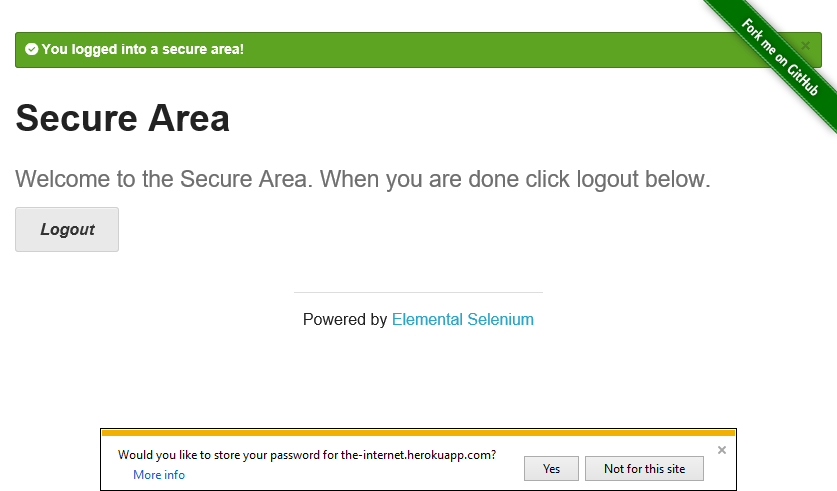 You logged into a secure area!
×
Fork me on GitHub
Secure Area
Welcome to the Secure Area. When you are done click logout below.
Logout
Powered by Elemental Selenium
Would you like to store your password for the-internet.herokuapp.com?
×
More info
Yes
Not for this site